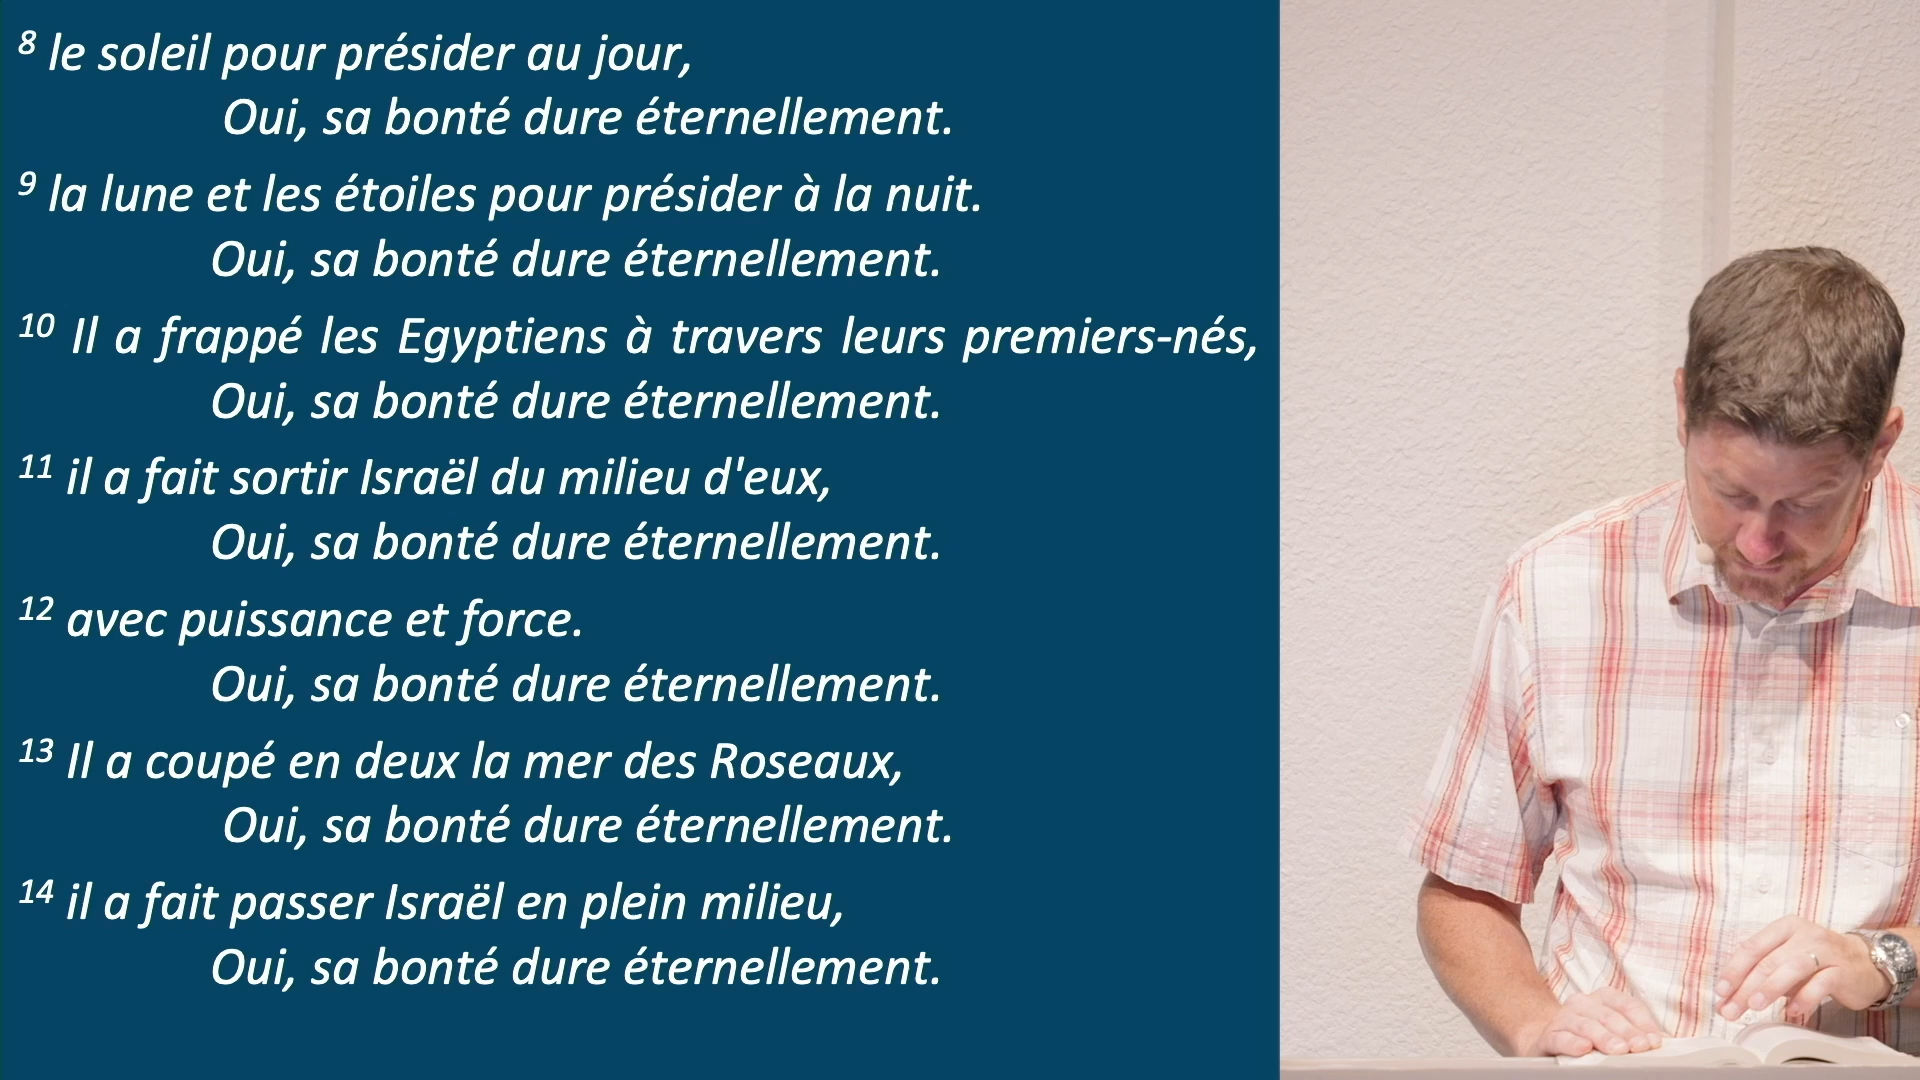 8 le soleil pour présider au jour,
Oui, sa bonté dure éternellement.
9 la lune et les étoiles pour présider à la nuit.
Oui, sa bonté dure éternellement.
10 Il a frappé les Egyptiens à travers leurs premiers-nés,
Oui, sa bonté dure éternellement.
11 il a fait sortir Israël du milieu d'eux,
Oui, sa bonté dure éternellement.
12 avec puissance et force.
Oui, sa bonté dure éternellement.
13 Il a coupé en deux la mer des Roseaux,
Oui, sa bonté dure éternellement.
14 il a fait passer Israël en plein milieu,
Oui, sa bonté dure éternellement.